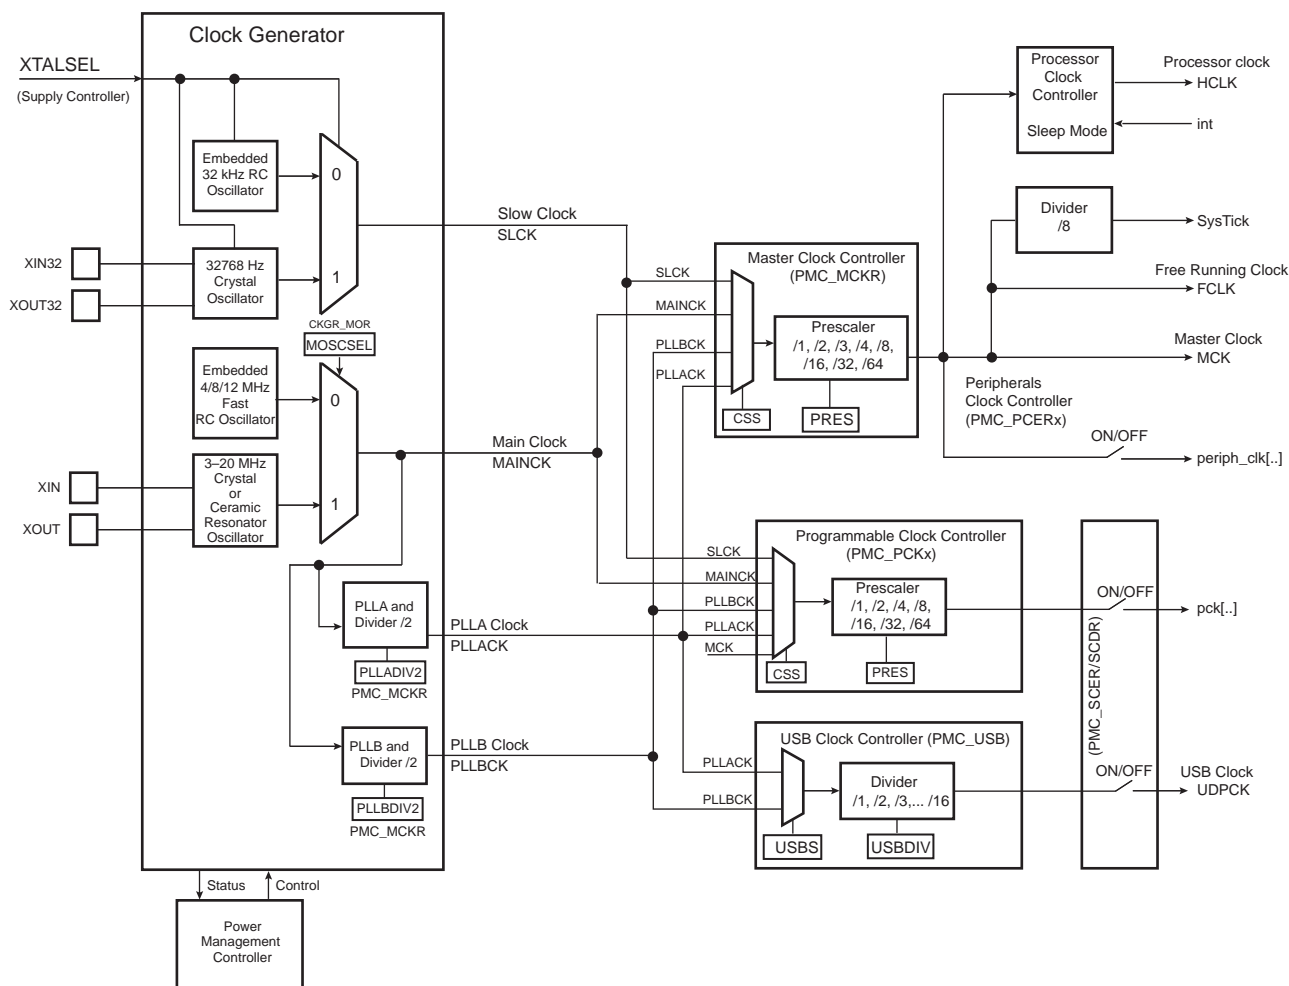 Clock Generator
XTALSEL
(Supply Controller)
Embedded
32 kHz RC
Oscillator
0
1
XIN32
XOUT32
32768 Hz
Crystal
Oscillator
CKGR_MOR
MOSCSEL
Embedded
4/8/12 MHz
Fast
RC Oscillator
0
1
XIN
XOUT
3–20 MHz
Crystal
or
Ceramic
Resonator
Oscillator
PLLA and
Divider /2
PLLADIV2
PMC_MCKR
PLLB and
Divider /2
PLLBDIV2
PMC_MCKR
Status
Control
Power
Management
Controller
Slow Clock
SLCK
Main Clock
MAINCK
PLLA Clock
PLLACK
PLLB Clock
PLLBCK
Master Clock Controller
(PMC_MCKR)
SLCK
MAINCK
PLLBCK
PLLACK
Prescaler
/1, /2, /3, /4, /8,
/16, /32, /64
CSS
PRES
Processor
Clock
Controller
Sleep Mode
Processor clock
HCLK
int
Divider
/8
SysTick
Free Running Clock
FCLK
Master Clock
MCK
Peripherals
Clock Controller
(PMC_PCERx)
ON/OFF
periph_clk[..]
Programmable Clock Controller
(PMC_PCKx)
SLCK
MAINCK
PLLBCK
PLLACK
MCK
Prescaler
/1, /2, /4, /8,
/16, /32, /64
CSS
PRES
(PMC_SCER/SCDR)
ON/OFF
pck[..]
USB Clock Controller (PMC_USB)
PLLACK
PLLBCK
Divider
/1, /2, /3,... /16
USBS
USBDIV
ON/OFF
USB Clock
UDPCK